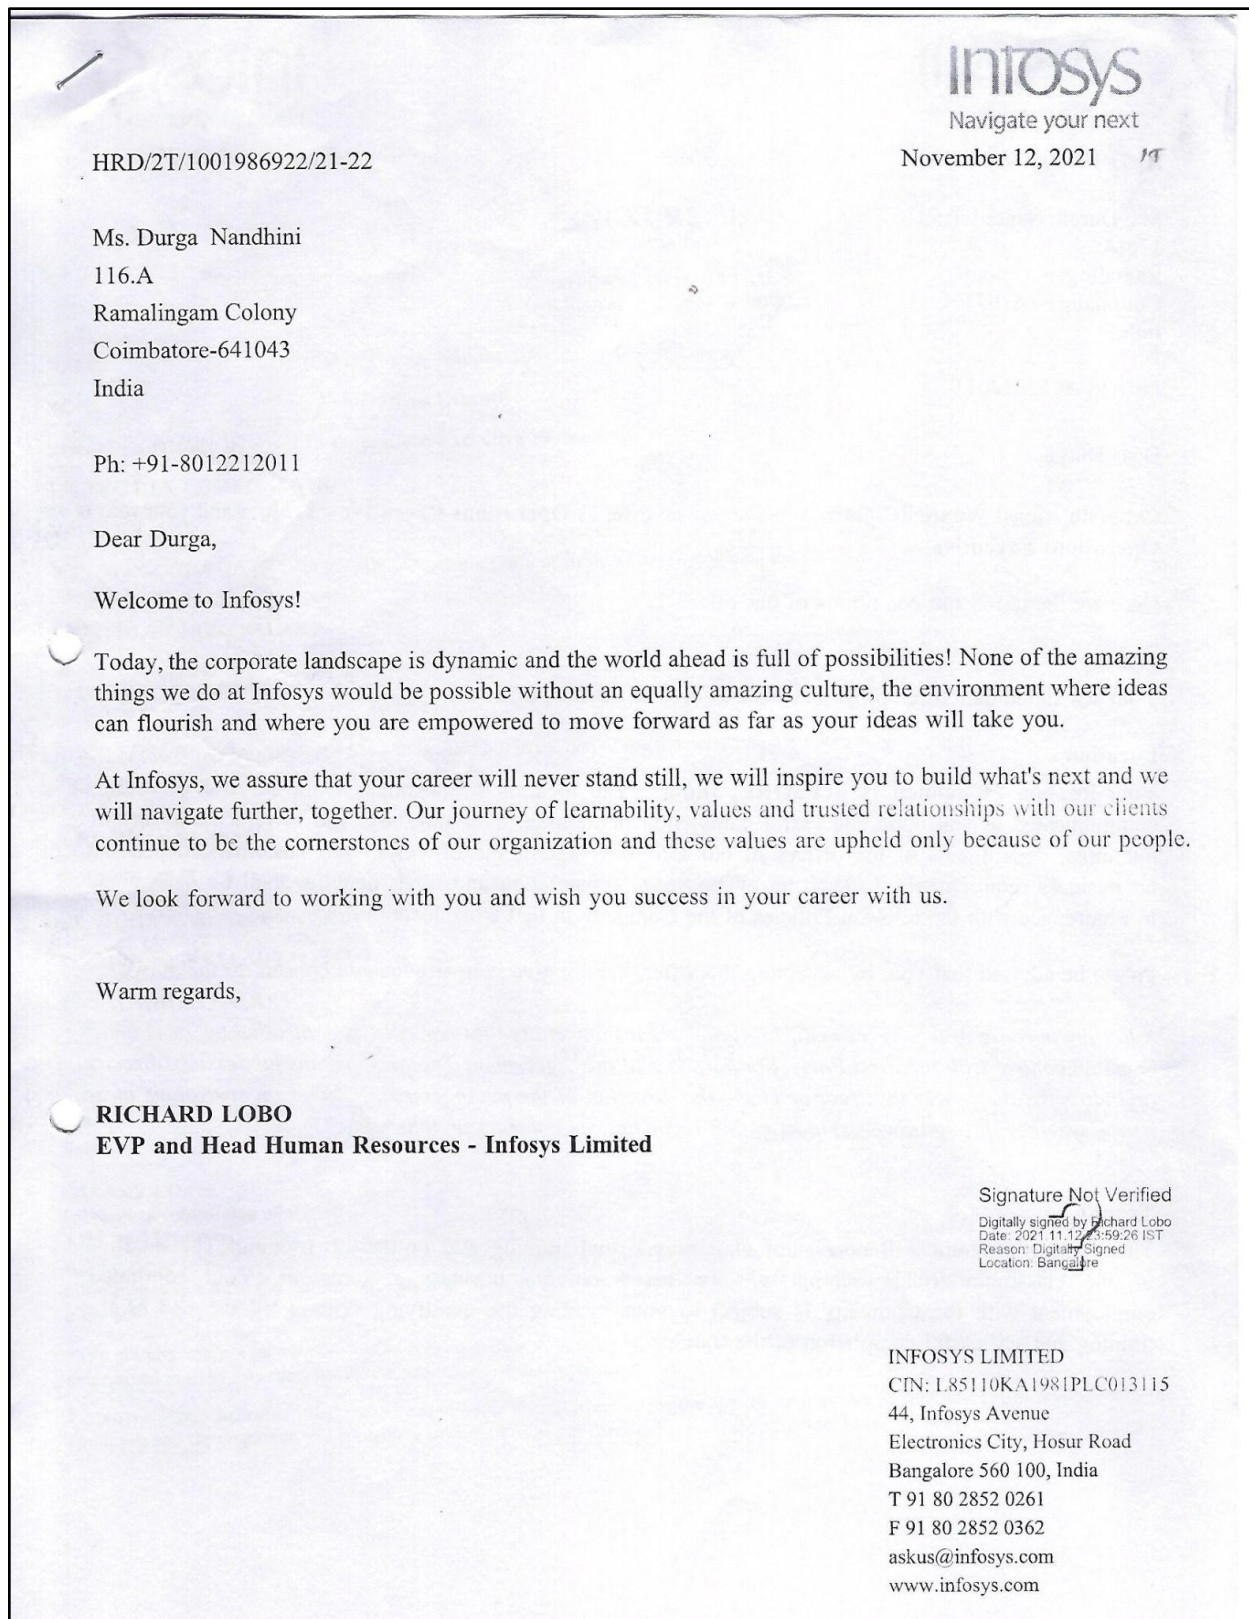 Infosys
Navigate your next
HRD/2T/1001986922/21-22
November 12, 2021
Ms. Durga Nandhini
116.A
Ramalingam Colony
Coimbatore-641043
India
Ph: +91-8012212011
Dear Durga,
Welcome to Infosys!
Today, the corporate landscape is dynamic and the world ahead is full of possibilities! None of the amazing
things we do at Infosys would be possible without an equally amazing culture, the environment where ideas
can flourish and where you are empowered to move forward as far as your ideas will take you.
At Infosys, we assure that your career will never stand still, we will inspire you to build what's next and we
will navigate further, together. Our journey of learnability, values and trusted relationships with our clients
continue to be the cornerstones of our organization and these values are upheld only because of our people.
We look forward to working with you and wish you success in your career with us.
Warm regards,
RICHARD LOBO
EVP and Head Human Resources - Infosys Limited
Signature Not Verified
Digitally signed by Richard Lobo
Date: 2021.11.12 23:59:26 IST
Reason: Digitally Signed
Location: Bangalore
INFOSYS LIMITED
CIN: L85110KA1981PLC013115
44, Infosys Avenue
Electronics City, Hosur Road
Bangalore 560 100, India
T 91 80 2852 0261
F 91 80 2852 0362
askus@infosys.com
www.infosys.com